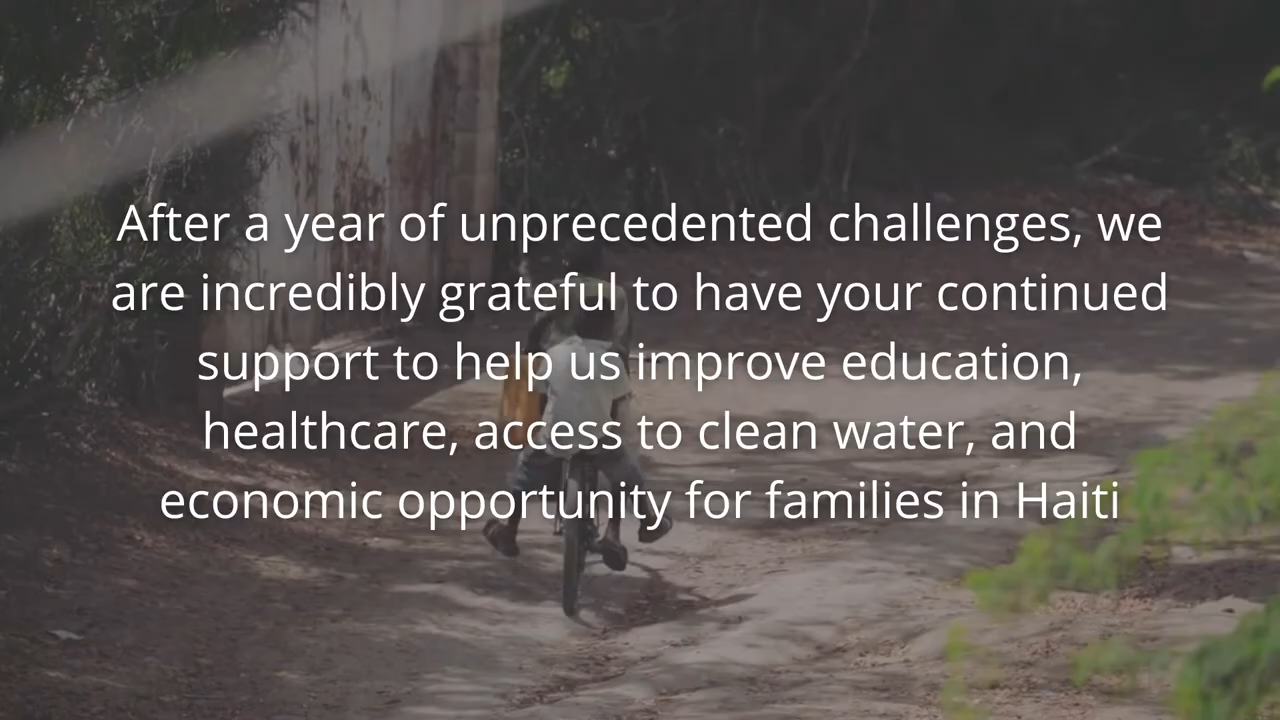 After a year of unprecedented challenges, we
are incredibly grateful to have your continued
support to help us improve education,
healthcare, access to clean water, and
economic opportunity for families in Haiti